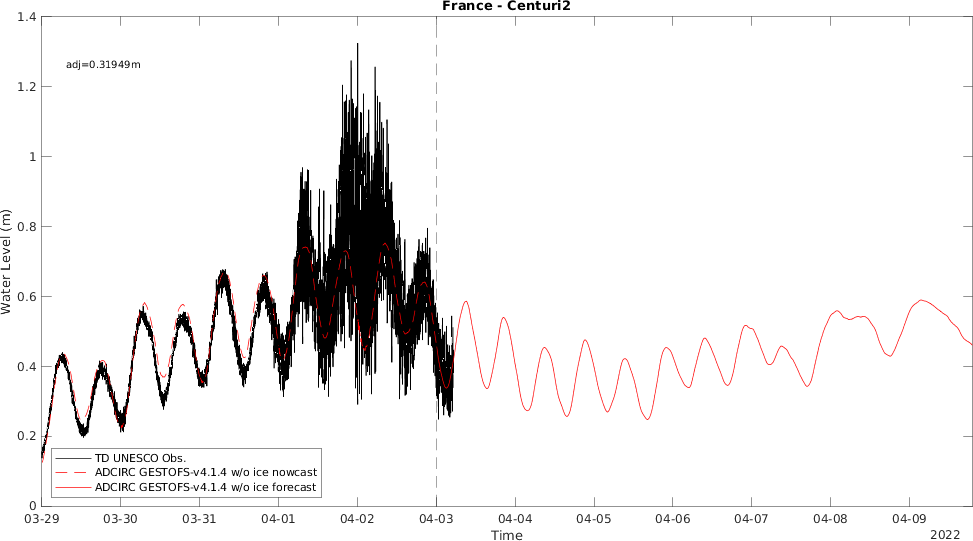 France - Centuri2
adj=0.31949m
Water Level (m)
1.4
1.2
1
0.8
0.6
0.4
0.2
0
TD UNESCO Obs.
ADCIRC GESTOFS-v4.1.4 w/o ice nowcast
ADCIRC GESTOFS-v4.1.4 w/o ice forecast
03-29 03-30 03-31 04-01 04-02 04-03 04-04 04-05 04-06 04-07 04-08 04-09
Time
2022